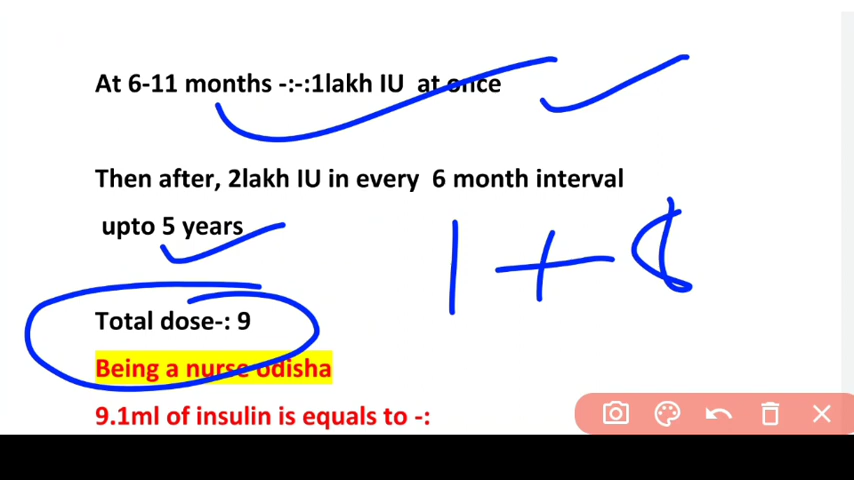 At 6-11 months -:-:1lakh IU at once
Then after, 2lakh IU in every 6 month interval
upto 5 years
1 + 8
Total dose-: 9
Being a nurse odisha
9.1ml of insulin is equals to -: